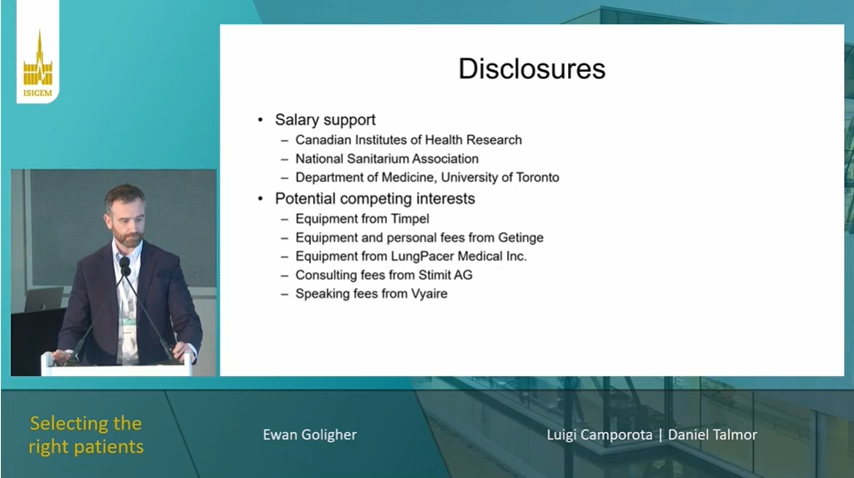 ISICEM
Disclosures
• Salary support
– Canadian Institutes of Health Research
– National Sanitarium Association
– Department of Medicine, University of Toronto
• Potential competing interests
– Equipment from Timpel
– Equipment and personal fees from Getinge
– Equipment from LungPacer Medical Inc.
– Consulting fees from Stimit AG
– Speaking fees from Vyaire
Selecting the
right patients
Ewan Goligher
Luigi Camporota | Daniel Talmor